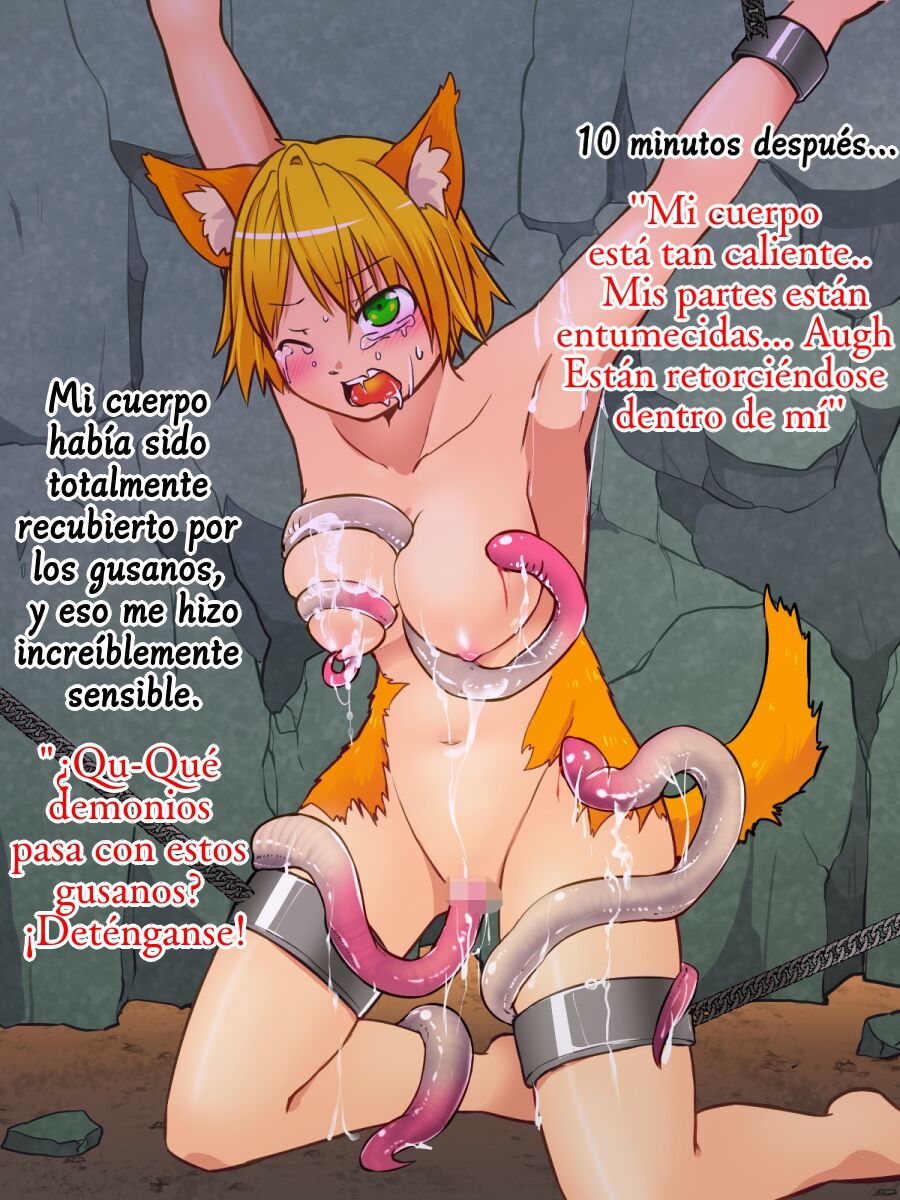 10 minutos después...
"Mi cuerpo
está tan caliente..
Mis partes están
entumecidas... Augh
Están retorciéndose
dentro de mí"
Mi cuerpo
había sido
totalmente
recubierto por
los gusanos,
y eso me hizo
increíblemente
sensible.
"¿Qu-Qué
demonios
pasa con estos
gusanos?
¡Deténganse!